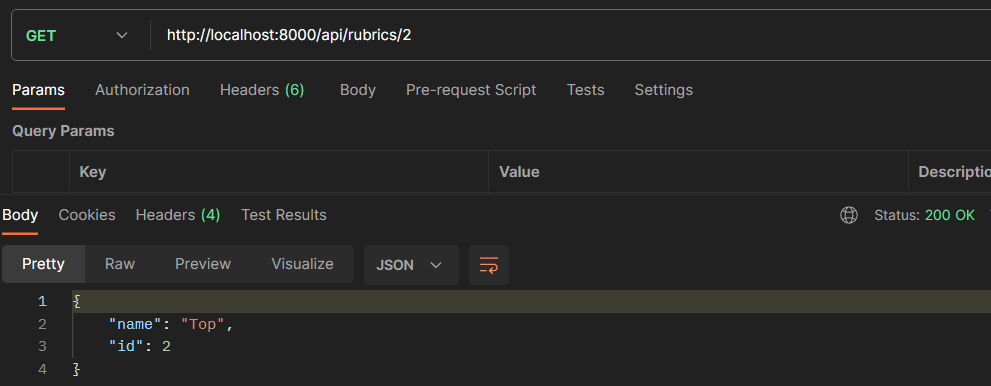 GET http://localhost:8000/api/rubrics/2
Params Authorization Headers (6) Body Pre-request Script Tests Settings
Query Params
Key Value Descriptio
Body Cookies Headers (4) Test Results Status: 200 OK
Pretty Raw Preview Visualize JSON
1 {
2 "name": "Top",
3 "id": 2
4 }